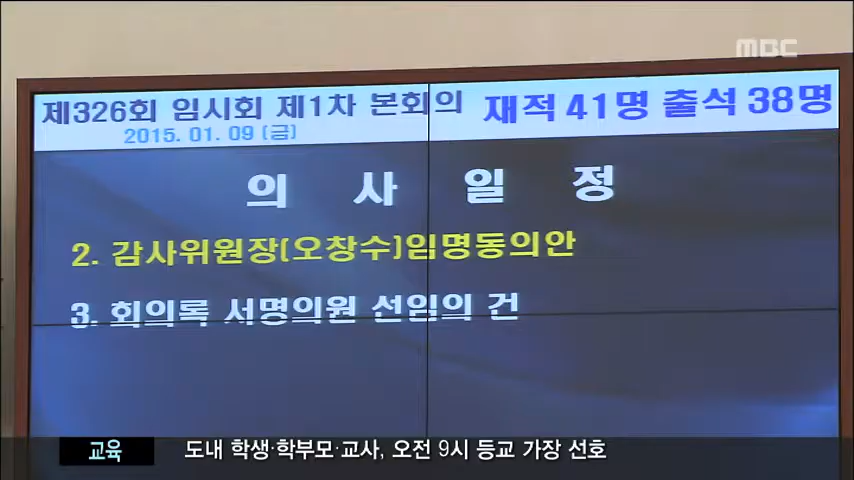 MBC
제326회 임시회 제1차 본회의 재적 41명 출석 38명
2015. 01. 09 (금)
의 사 일 정
2. 감사위원장(오창수)임명동의안
3. 회의록 서명의원 선임의 건
교육 도내 학생·학부모·교사, 오전 9시 등교 가장 선호